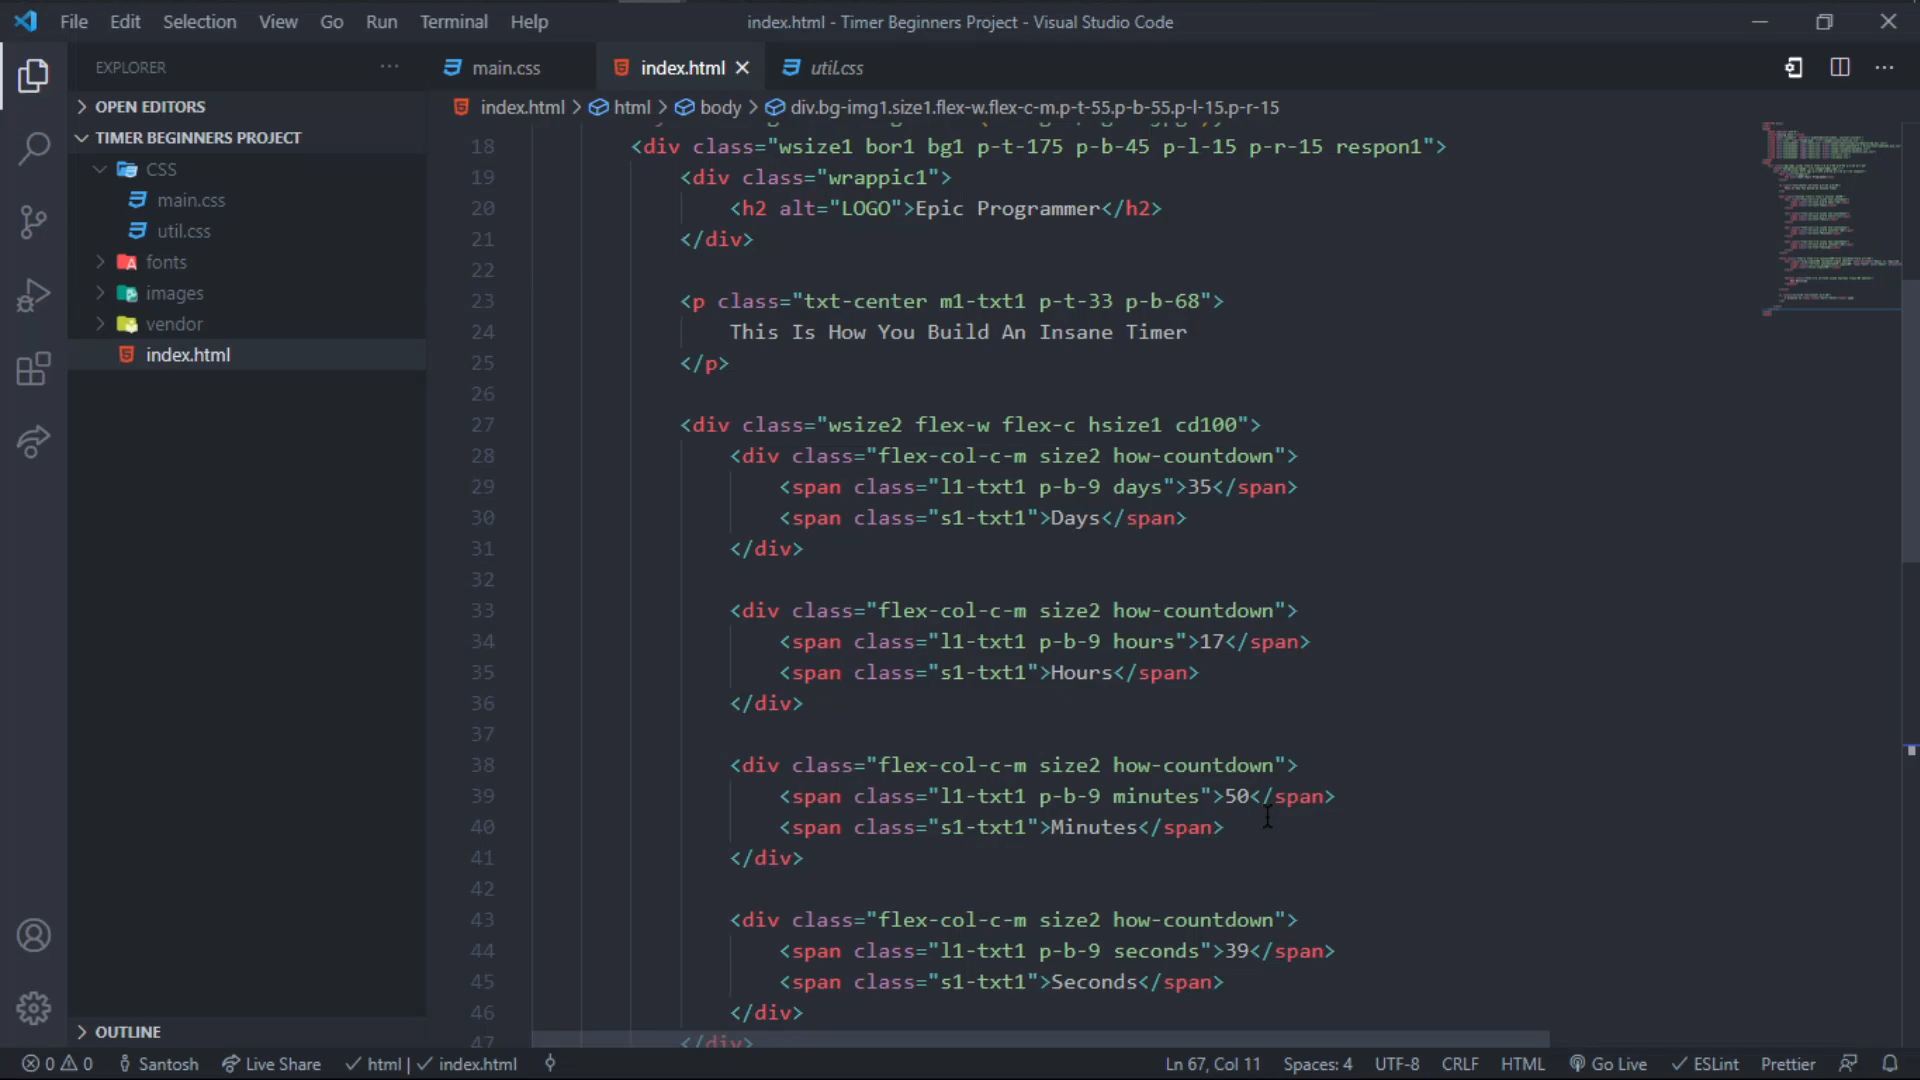 File Edit Selection View Go Run Terminal Help
index.html - Timer Beginners Project - Visual Studio Code
EXPLORER
OPEN EDITORS
TIMER BEGINNERS PROJECT
CSS
main.css
util.css
fonts
images
vendor
index.html
OUTLINE
main.css index.html util.css
index.html > html > body > div.bg-img1.size1.flex-w.flex-c-m.p-t-55.p-b-55.p-l-15.p-r-15
18 <div class="wsize1 bor1 bg1 p-t-175 p-b-45 p-l-15 p-r-15 respon1">
19 <div class="wrappic1">
20 <h2 alt="LOGO">Epic Programmer</h2>
21 </div>
22
23 <p class="txt-center m1-txt1 p-t-33 p-b-68">
24 This Is How You Build An Insane Timer
25 </p>
26
27 <div class="wsize2 flex-w flex-c hsize1 cd100">
28 <div class="flex-col-c-m size2 how-countdown">
29 <span class="l1-txt1 p-b-9 days">35</span>
30 <span class="s1-txt1">Days</span>
31 </div>
32
33 <div class="flex-col-c-m size2 how-countdown">
34 <span class="l1-txt1 p-b-9 hours">17</span>
35 <span class="s1-txt1">Hours</span>
36 </div>
37
38 <div class="flex-col-c-m size2 how-countdown">
39 <span class="l1-txt1 p-b-9 minutes">50</span>
40 <span class="s1-txt1">Minutes</span>
41 </div>
42
43 <div class="flex-col-c-m size2 how-countdown">
44 <span class="l1-txt1 p-b-9 seconds">39</span>
45 <span class="s1-txt1">Seconds</span>
46 </div>
47 </div>
0 0 Santosh Live Share html | index.html Ln 67, Col 11 Spaces: 4 UTF-8 CRLF HTML Go Live ESLint Prettier